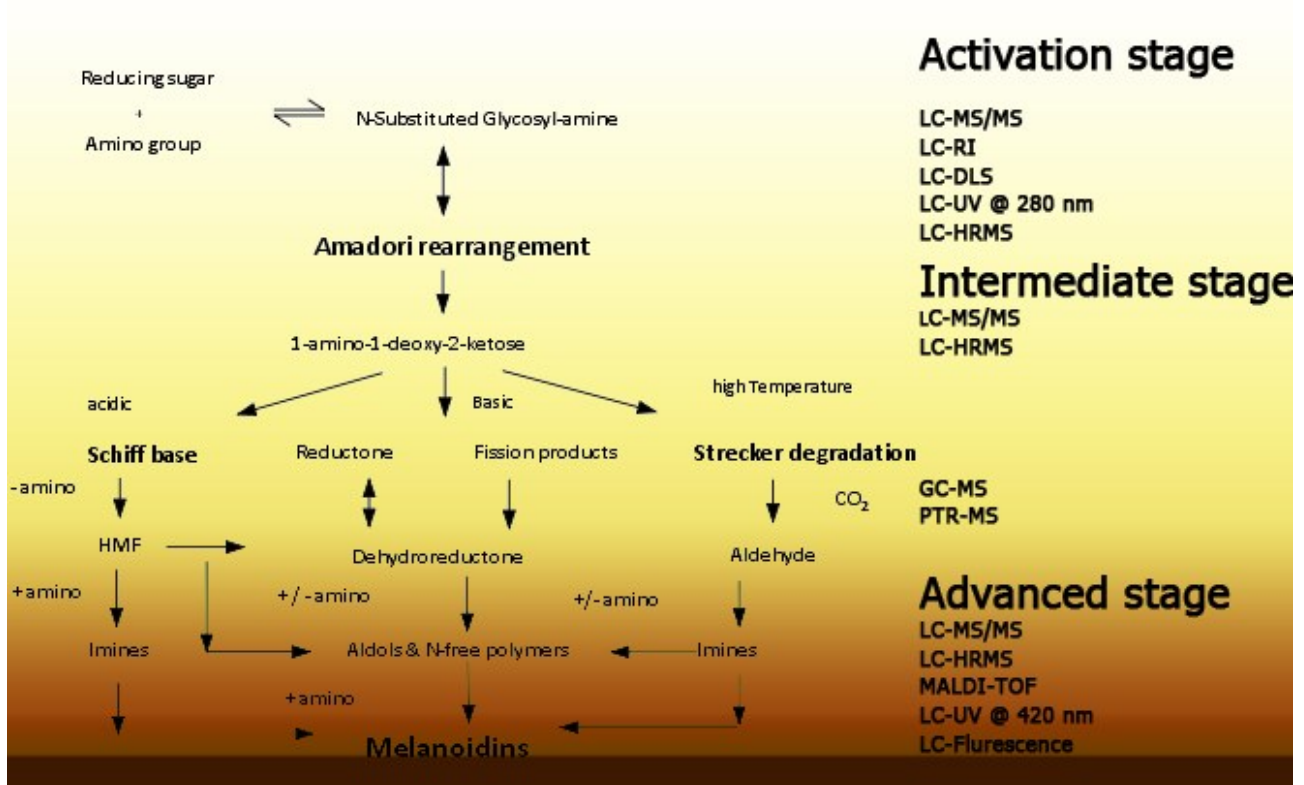 Activation stage
Reducing sugar
+
Amino group
N-Substituted Glycosyl-amine
LC-MS/MS
LC-RI
LC-DLS
LC-UV @ 280 nm
LC-HRMS
Amadori rearrangement
Intermediate stage
LC-MS/MS
LC-HRMS
1-amino-1-deoxy-2-ketose
acidic
Basic
high Temperature
Schiff base
Reductone
Fission products
Strecker degradation
-amino
CO₂
GC-MS
PTR-MS
HMF
Dehydroreductone
Aldehyde
+amino
+/-amino
+/-amino
Advanced stage
LC-MS/MS
LC-HRMS
MALDI-TOF
LC-UV @ 420 nm
LC-Flurescence
Imines
Aldols & N-free polymers
Imines
+amino
Melanoidins